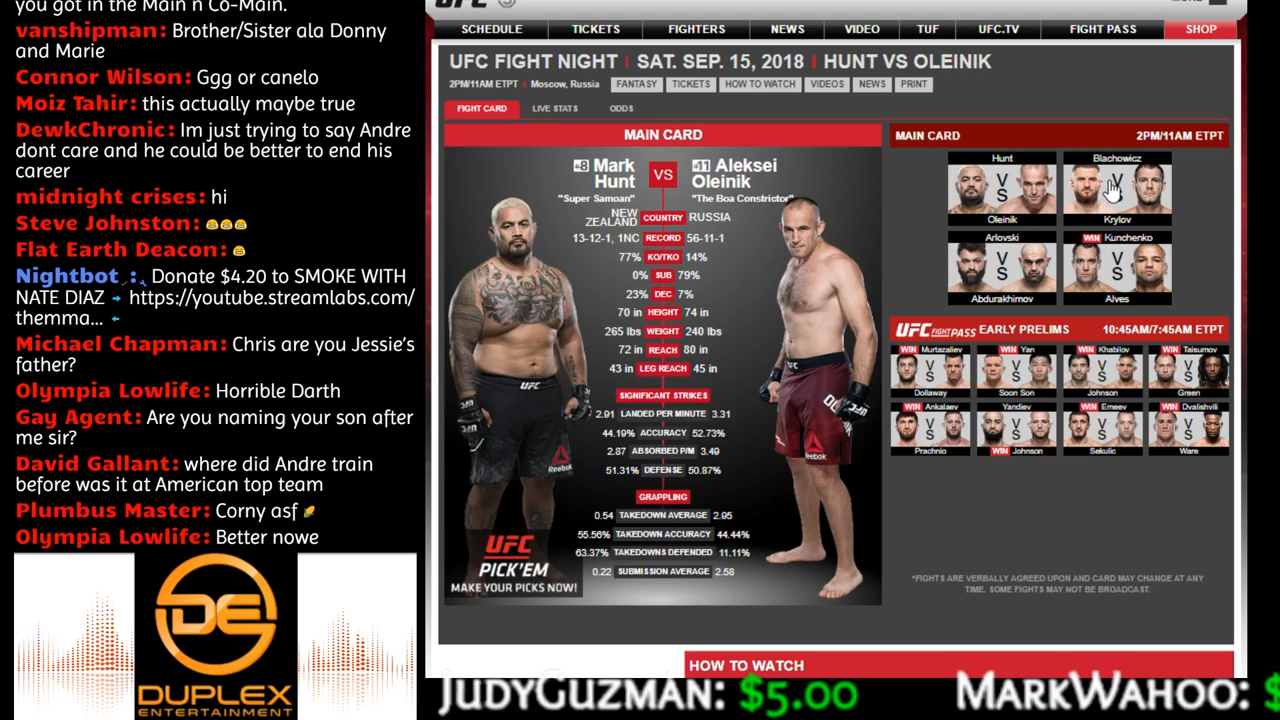 you got in the Main n Co-Main.
vanshipman: Brother/Sister ala Donny
and Marie
Connor Wilson: Ggg or canelo
Moiz Tahir: this actually maybe true
DewkChronic: Im just trying to say Andre
dont care and he could be better to end his
career
midnight crises: hi
Steve Johnston:
Flat Earth Deacon:
Nightbot : Donate $4.20 to SMOKE WITH
NATE DIAZ https://youtube.streamlabs.com/
themma...
Michael Chapman: Chris are you Jessie's
father?
Olympia Lowlife: Horrible Darth
Gay Agent: Are you naming your son after
me sir?
David Gallant: where did Andre train
before was it at American top team
Plumbus Master: Corny asf
Olympia Lowlife: Better nowe
DE
DUPLEX
ENTERTAINMENT
SCHEDULE TICKETS FIGHTERS NEWS VIDEO TUF UFC.TV FIGHT PASS SHOP
UFC FIGHT NIGHT | SAT. SEP. 15, 2018 | HUNT VS OLEINIK
2PM/11AM ETPT | Moscow, Russia FANTASY TICKETS HOW TO WATCH VIDEOS NEWS PRINT
FIGHT CARD LIVE STATS ODDS
MAIN CARD
#8 Mark Hunt VS #11 Aleksei Oleinik
"Super Samoan" "The Boa Constrictor"
NEW ZEALAND COUNTRY RUSSIA
13-12-1, 1NC RECORD 56-11-1
77% KO/TKO 14%
0% SUB 79%
23% DEC 7%
70 in HEIGHT 74 in
265 lbs WEIGHT 240 lbs
72 in REACH 80 in
43 in LEG REACH 45 in
SIGNIFICANT STRIKES
2.91 LANDED PER MINUTE 3.31
44.19% ACCURACY 52.73%
2.87 ABSORBED P/M 3.49
51.31% DEFENSE 50.87%
GRAPPLING
0.54 TAKEDOWN AVERAGE 2.95
55.56% TAKEDOWN ACCURACY 44.44%
63.37% TAKEDOWNS DEFENDED 11.11%
0.22 SUBMISSION AVERAGE 2.58
UFC
Reebok
UFC
Reebok
UFC
PICK'EM
MAKE YOUR PICKS NOW!
MAIN CARD 2PM/11AM ETPT
Hunt Blachowicz
VS VS
Oleinik Krylov
Arlovski WIN Kunchenko
VS VS
Abdurakhimov Alves
UFC FIGHT PASS EARLY PRELIMS 10:45AM/7:45AM ETPT
WIN Murtazaliev WIN Yan WIN Khabilov WIN Taisumov
VS VS VS VS
Dollaway Soon Son Johnson Green
WIN Ankalaev Yandiev WIN Emeev WIN Dvalishvili
VS VS VS VS
Prachnio WIN Johnson Sekulic Ware
*FIGHTS ARE VERBALLY AGREED UPON AND CARD MAY CHANGE AT ANY
TIME. SOME FIGHTS MAY NOT BE BROADCAST.
HOW TO WATCH
JUDYGUZMAN: $5.00 MARKWAHOO: $